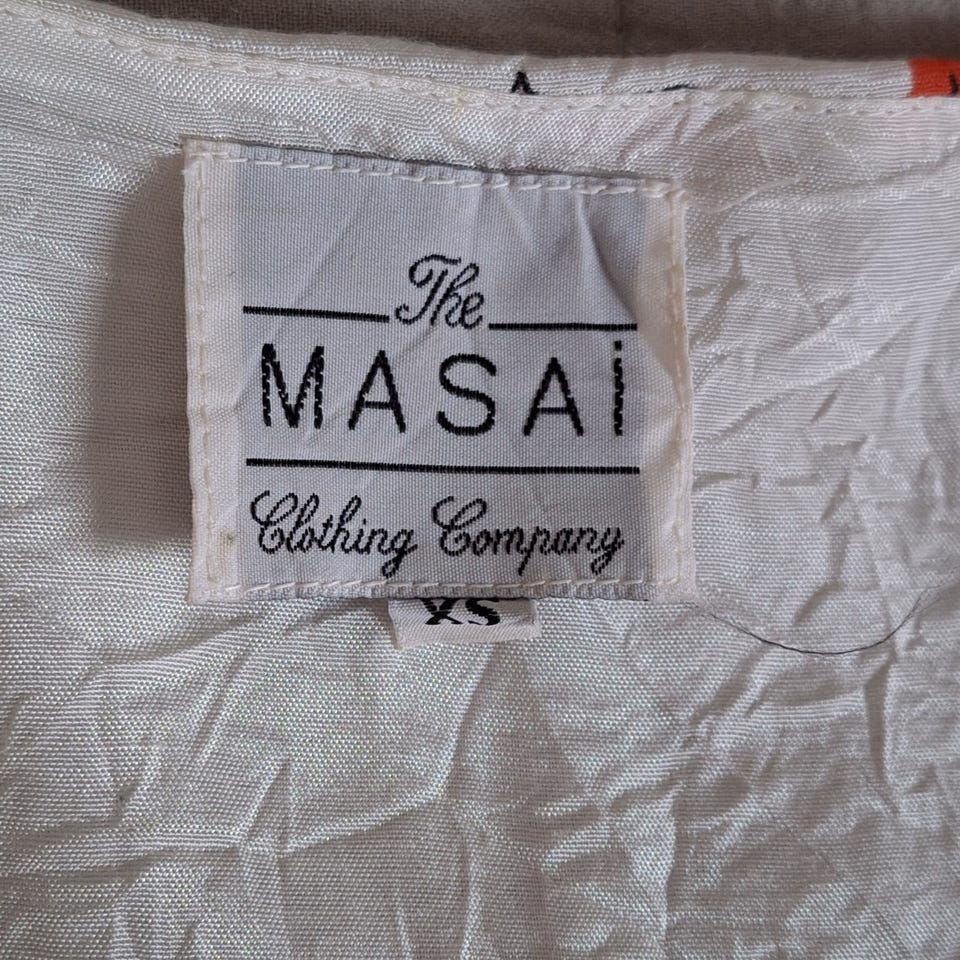 The
MASAi
Clothing Company
XS